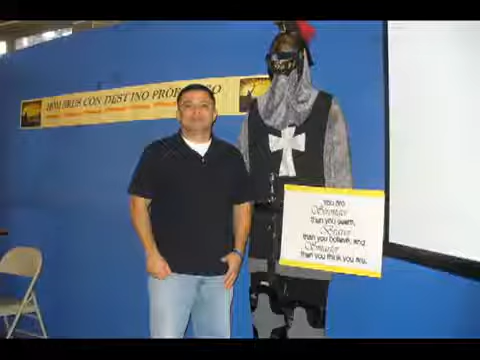 HOMBRES CON DESTINO PROPICIO
You are
Stronger
than you seem,
Braver
than you believe, and
Smarter
than you think you are.